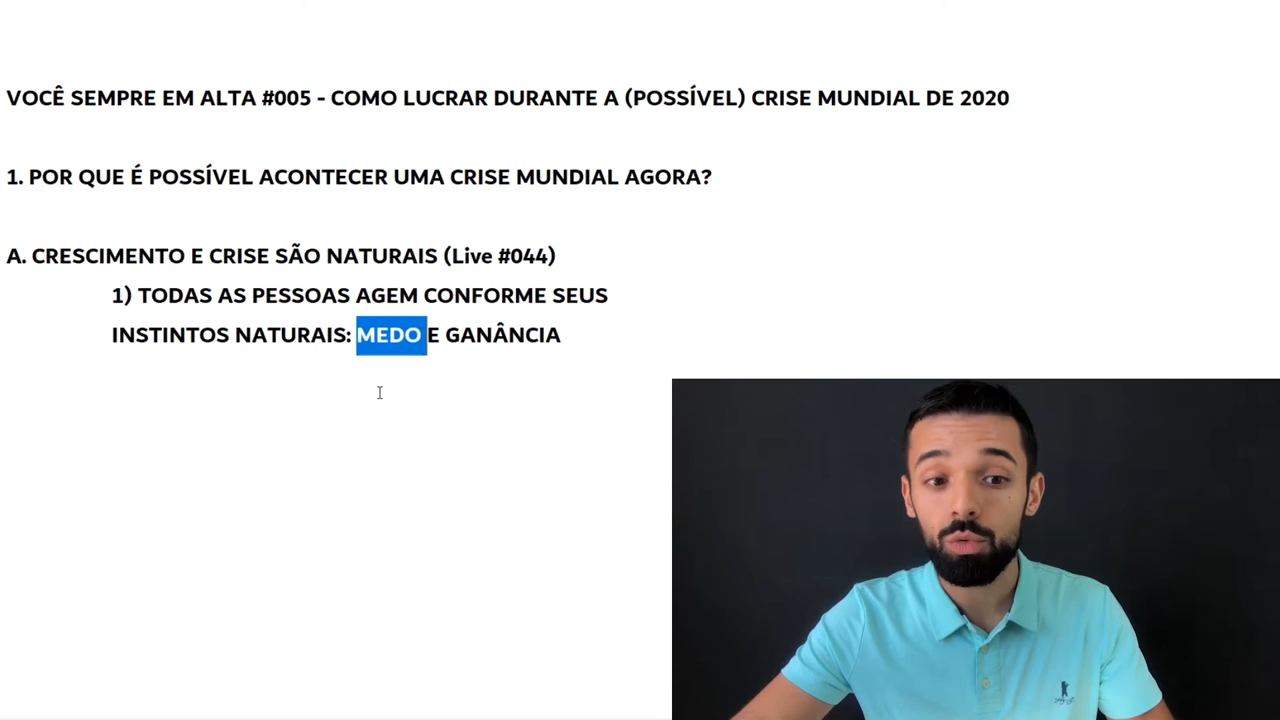 VOCÊ SEMPRE EM ALTA #005 - COMO LUCRAR DURANTE A (POSSÍVEL) CRISE MUNDIAL DE 2020
1. POR QUE É POSSÍVEL ACONTECER UMA CRISE MUNDIAL AGORA?
A. CRESCIMENTO E CRISE SÃO NATURAIS (Live #044)
1) TODAS AS PESSOAS AGEM CONFORME SEUS
INSTINTOS NATURAIS: MEDO E GANÂNCIA